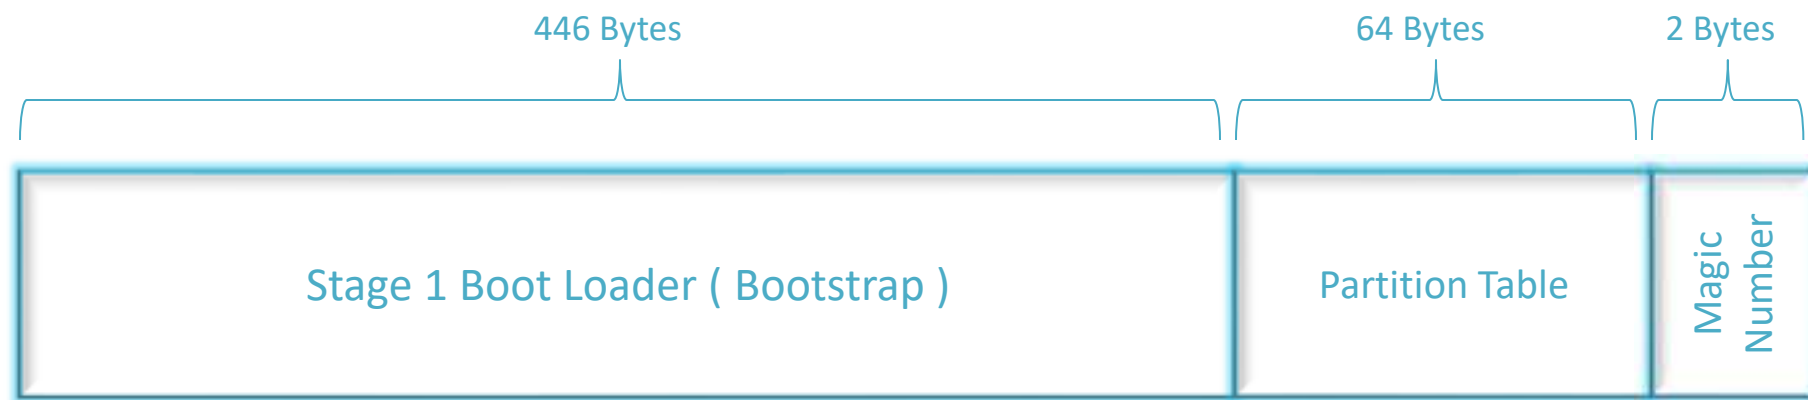 446 Bytes
64 Bytes
2 Bytes
Stage 1 Boot Loader ( Bootstrap )
Partition Table
Magic
Number